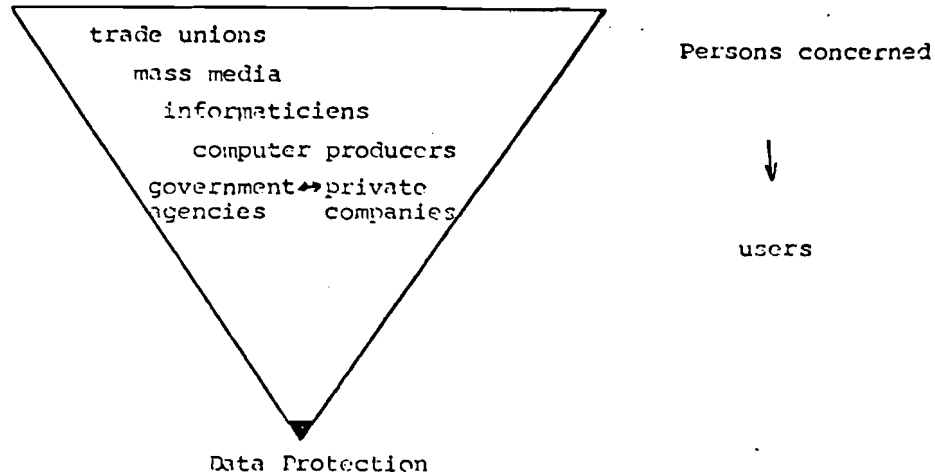 trade unions
Persons concerned
mass media
informaticiens
computer producers
government ↔ private
agencies companies
users
Data Protection